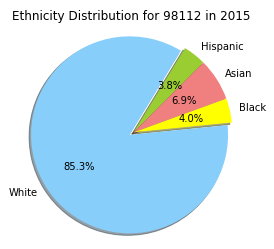 Ethnicity Distribution for 98112 in 2015
Hispanic
Asian
3.8%
6.9%
Black
4.0%
85.3%
White